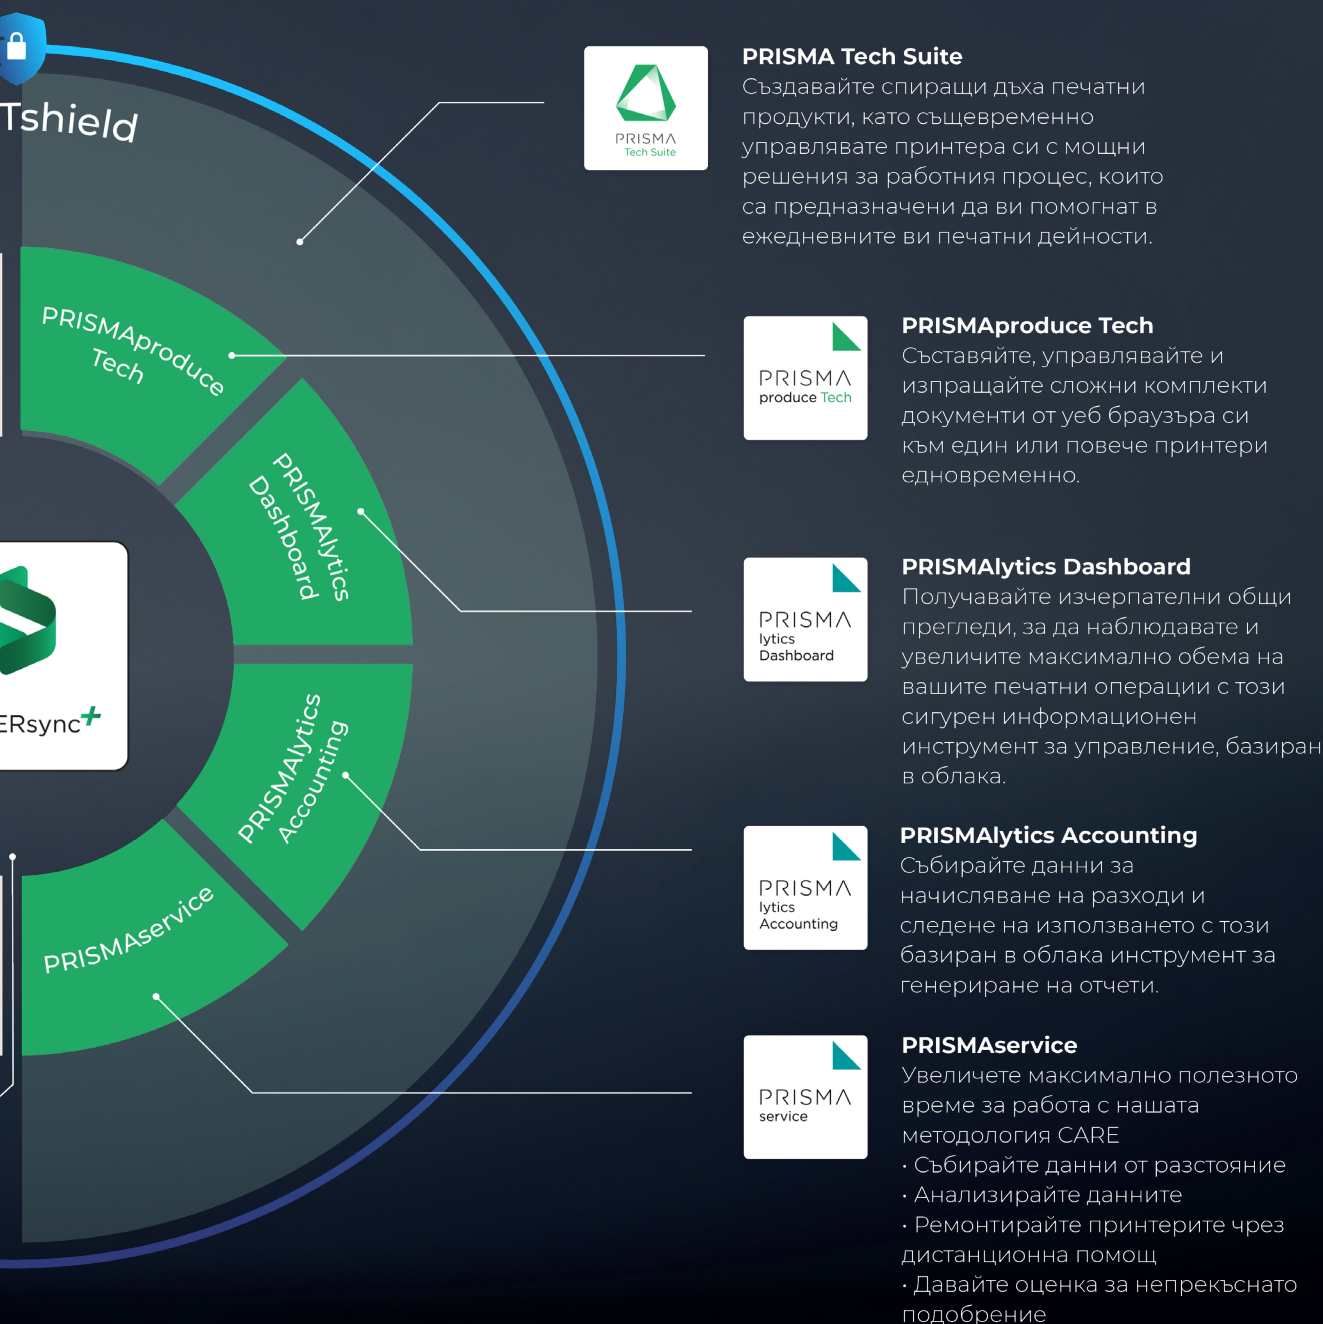 Tshield
PRISMAproduce
Tech
PRISMAlytics
Dashboard
PRISMAlytics
Accounting
PRISMAservice
ERsync+
PRISMA
Tech Suite
PRISMA Tech Suite
Създавайте спиращи дъха печатни
продукти, като същевременно
управлявате принтера си с мощни
решения за работния процес, които
са предназначени да ви помогнат в
ежедневните ви печатни дейности.
PRISMA
produce Tech
PRISMAproduce Tech
Съставяйте, управлявайте и
изпращайте сложни комплекти
документи от уеб браузъра си
към един или повече принтери
едновременно.
PRISMA
lytics
Dashboard
PRISMAlytics Dashboard
Получавайте изчерпателни общи
прегледи, за да наблюдавате и
увеличите максимално обема на
вашите печатни операции с този
сигурен информационен
инструмент за управление, базиран
в облака.
PRISMA
lytics
Accounting
PRISMAlytics Accounting
Събирайте данни за
начисляване на разходи и
следене на използването с този
базиран в облака инструмент за
генериране на отчети.
PRISMA
service
PRISMAservice
Увеличете максимално полезното
време за работа с нашата
методология CARE
• Събирайте данни от разстояние
• Анализирайте данните
• Ремонтирайте принтерите чрез
дистанционна помощ
• Давайте оценка за непрекъснато
подобрение